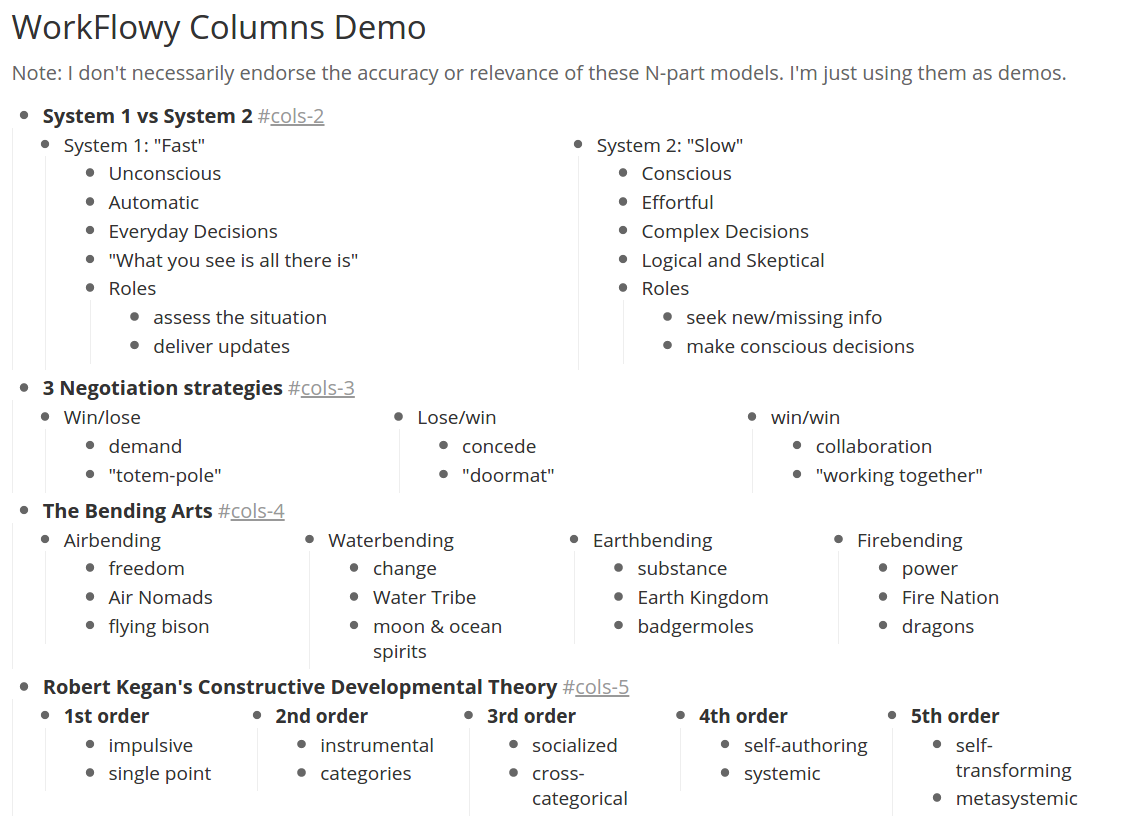 WorkFlowy Columns Demo
Note: I don't necessarily endorse the accuracy or relevance of these N-part models. I'm just using them as demos.
System 1 vs System 2 #cols-2
System 1: "Fast"
Unconscious
Automatic
Everyday Decisions
"What you see is all there is"
Roles
assess the situation
deliver updates
System 2: "Slow"
Conscious
Effortful
Complex Decisions
Logical and Skeptical
Roles
seek new/missing info
make conscious decisions
3 Negotiation strategies #cols-3
Win/lose
demand
"totem-pole"
Lose/win
concede
"doormat"
win/win
collaboration
"working together"
The Bending Arts #cols-4
Airbending
freedom
Air Nomads
flying bison
Waterbending
change
Water Tribe
moon & ocean
spirits
Earthbending
substance
Earth Kingdom
badgermoles
Firebending
power
Fire Nation
dragons
Robert Kegan's Constructive Developmental Theory #cols-5
1st order
impulsive
single point
2nd order
instrumental
categories
3rd order
socialized
cross-
categorical
4th order
self-authoring
systemic
5th order
self-
transforming
metasystemic